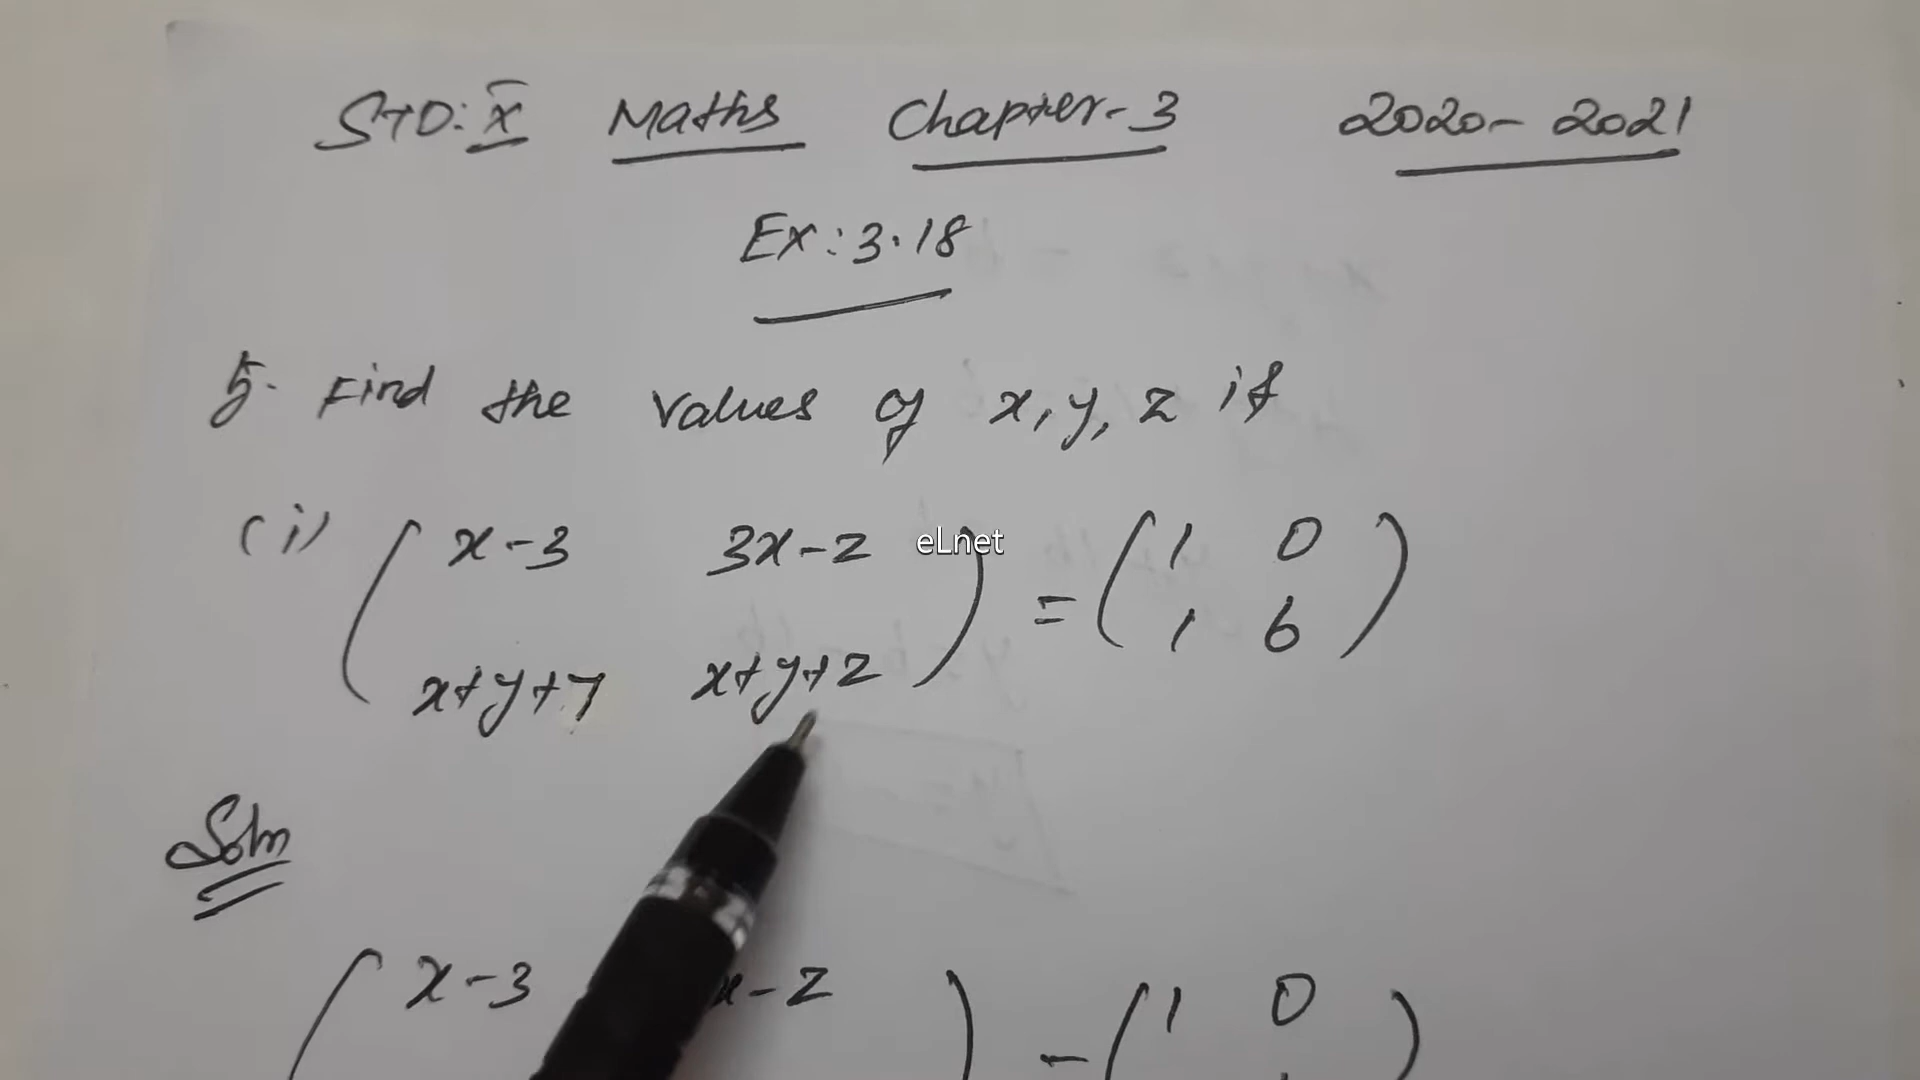 STD: X Maths Chapter-3 2020-2021
Ex: 3.18
5. Find the values of x, y, z if
(i) ( x-3 3x-z ) = ( 1 0 )
( x+y+7 x+y+z ) ( 1 6 )
eLnet
Soln
( x-3 x-z ) = ( 1 0 )